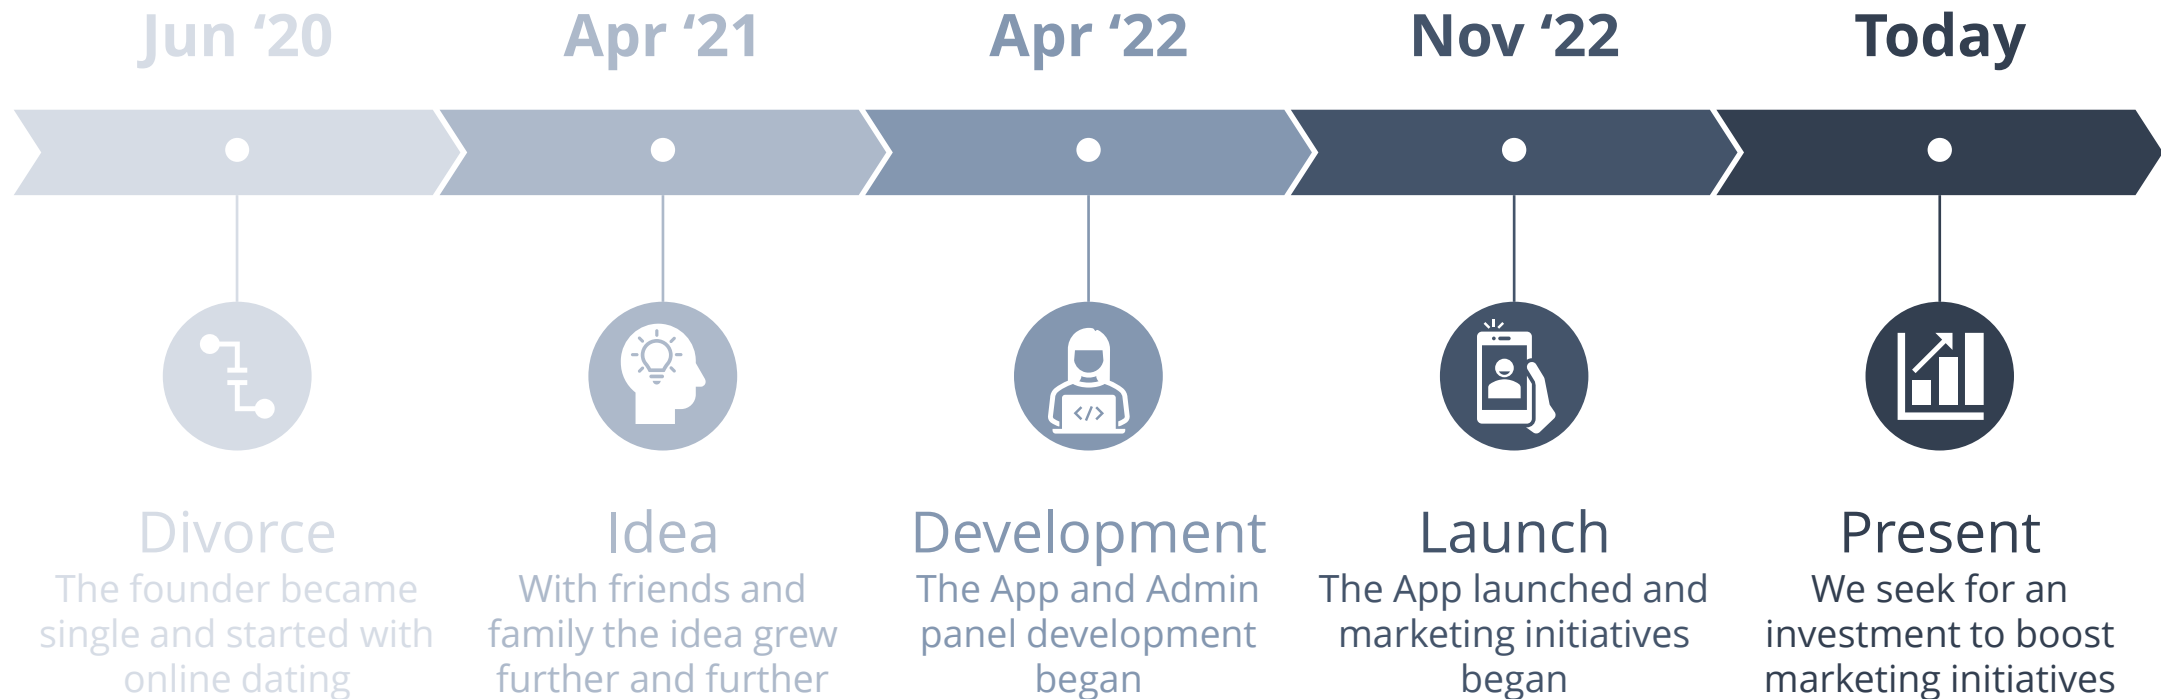 Jun ‘20
Apr ‘21
Apr ‘22
Nov ‘22
Today
</>
Divorce
The founder became
single and started with
online dating
Idea
With friends and
family the idea grew
further and further
Development
The App and Admin
panel development
began
Launch
The App launched and
marketing initiatives
began
Present
We seek for an
investment to boost
marketing initiatives